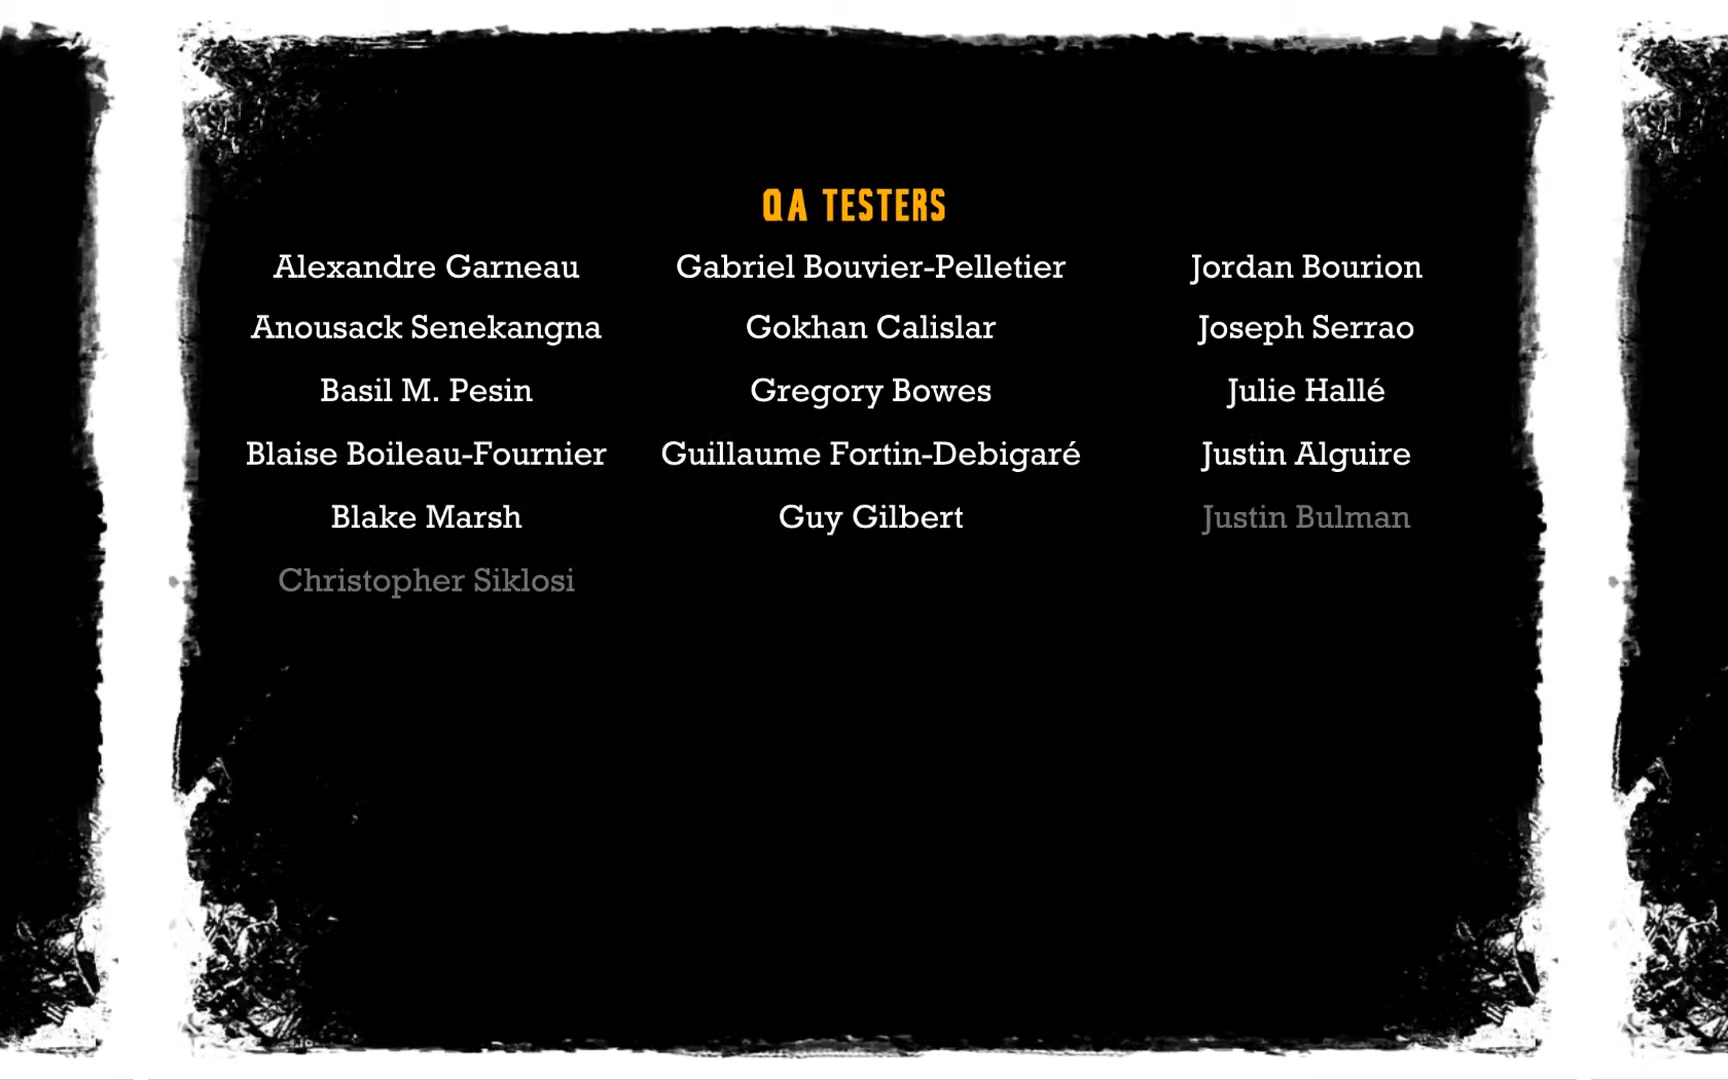 QA TESTERS
Alexandre Garneau Gabriel Bouvier-Pelletier Jordan Bourion
Anousack Senekangna Gokhan Calislar Joseph Serrao
Basil M. Pesin Gregory Bowes Julie Hallé
Blaise Boileau-Fournier Guillaume Fortin-Debigaré Justin Alguire
Blake Marsh Guy Gilbert Justin Bulman
Christopher Siklosi